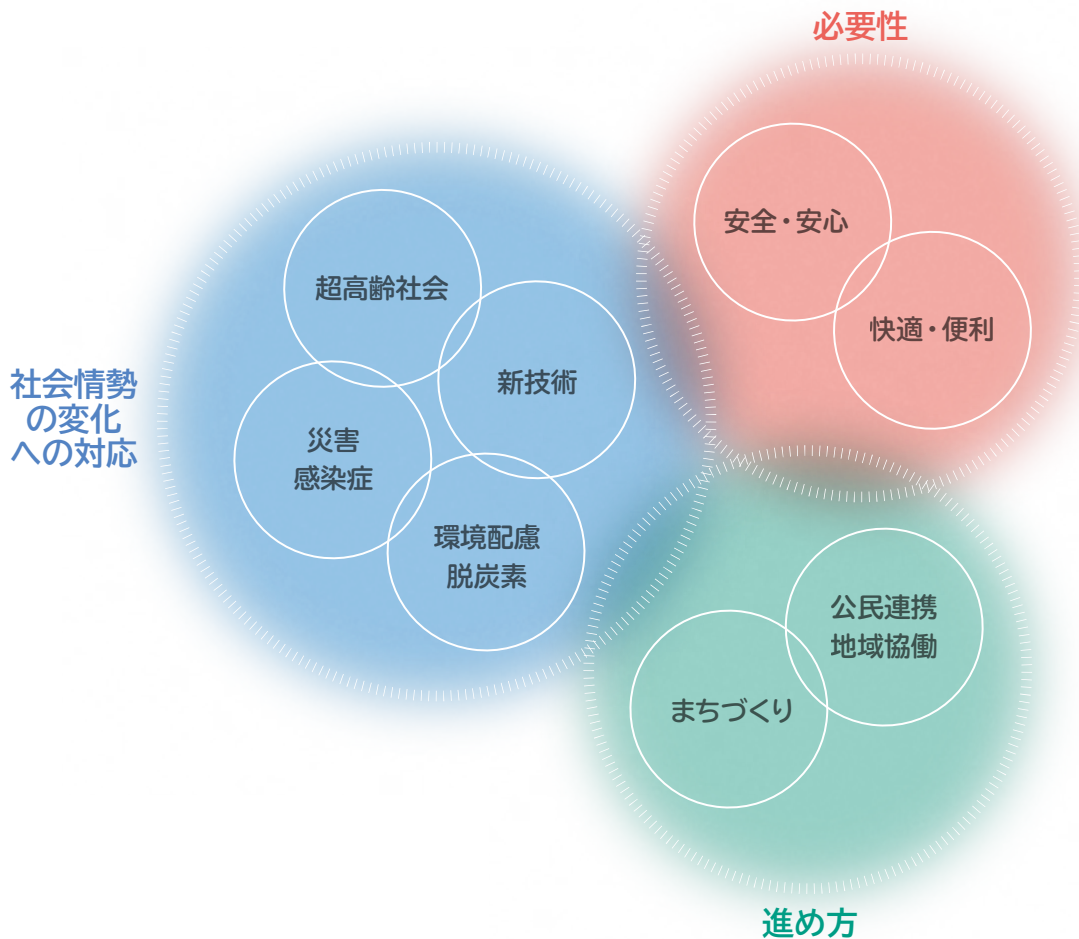 必要性
安全・安心
快適・便利
社会情勢
の変化
への対応
超高齢社会
新技術
災害
感染症
環境配慮
脱炭素
公民連携
地域協働
まちづくり
進め方